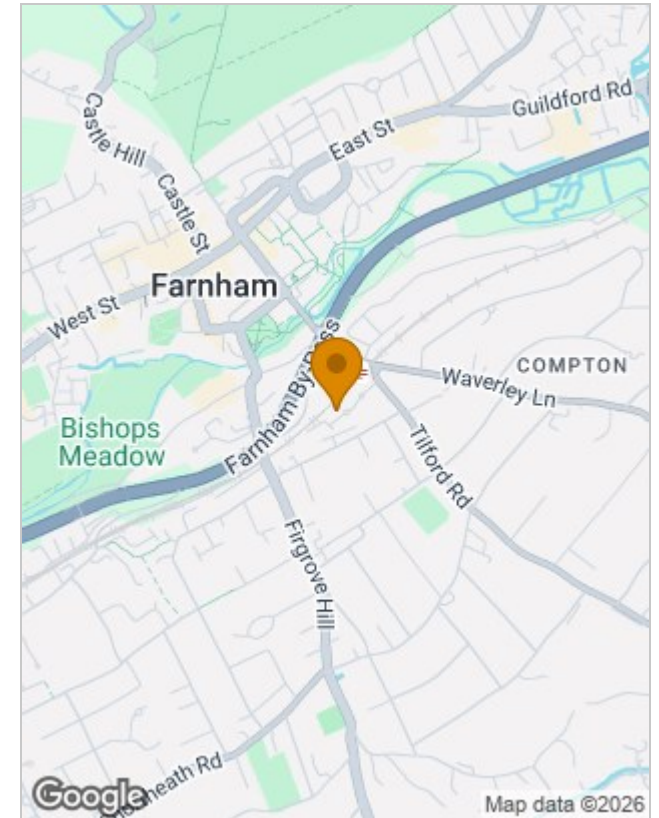 Guildford Rd
Castle Hill
East St
Castle St
Farnham
West St
Farnham By-Pass
COMPTON
Waverley Ln
Bishops
Meadow
Tilford Rd
Firgrove Hill
Google
Map data ©2026